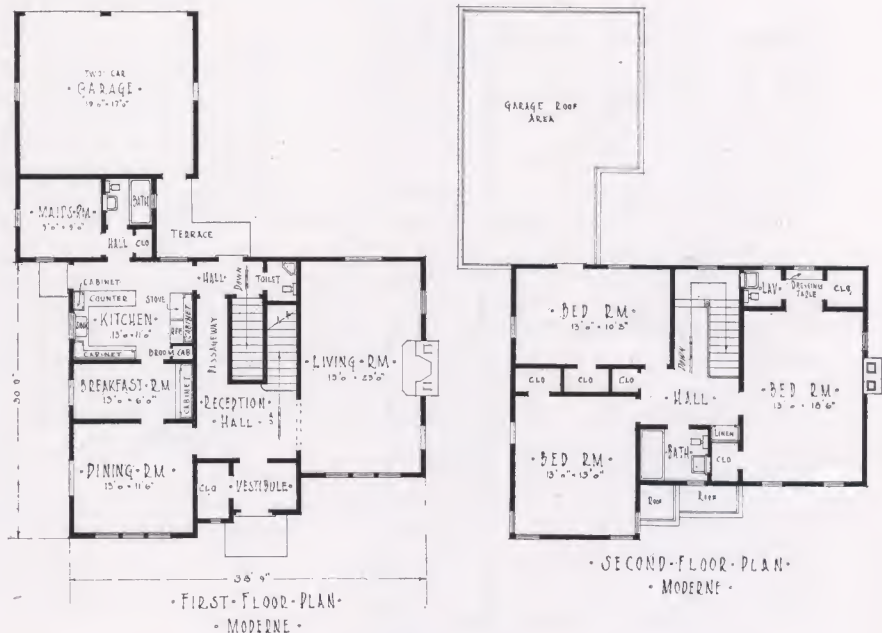 TWO CAR
- GARAGE -
19'0" - 17'0"
- MAID'S - RM -
9'0" - 9'0"
BATH
HALL
CLO
TERRACE
CABINET
COUNTER
STOVE
- HALL -
DOWN
TOILET
SINK
- KITCHEN -
13'0" - 11'0"
REF.
CABINET
CABINET
BROOM CAB
PASSAGEWAY
- LIVING - RM -
13'0" - 23'0"
BREAKFAST - RM
13'0" - 6'0"
CABINET
- RECEPTION -
HALL -
UP
- DINING - RM -
13'0" - 11'6"
CLO
- VESTIBULE -
30'0"
38'9"
- FIRST - FLOOR - PLAN -
- MODERNE -
GARAGE ROOF
AREA
- BED RM -
13'0" - 10'3"
LAV.
DRESSING
TABLE
CLO.
DOWN
CLO
CLO
CLO
- HALL -
- BED RM -
13'0" - 18'6"
LINEN
- BED RM -
13'0" - 13'0"
- BATH -
CLO
ROOF
ROOF
- SECOND - FLOOR - PLAN -
- MODERNE -